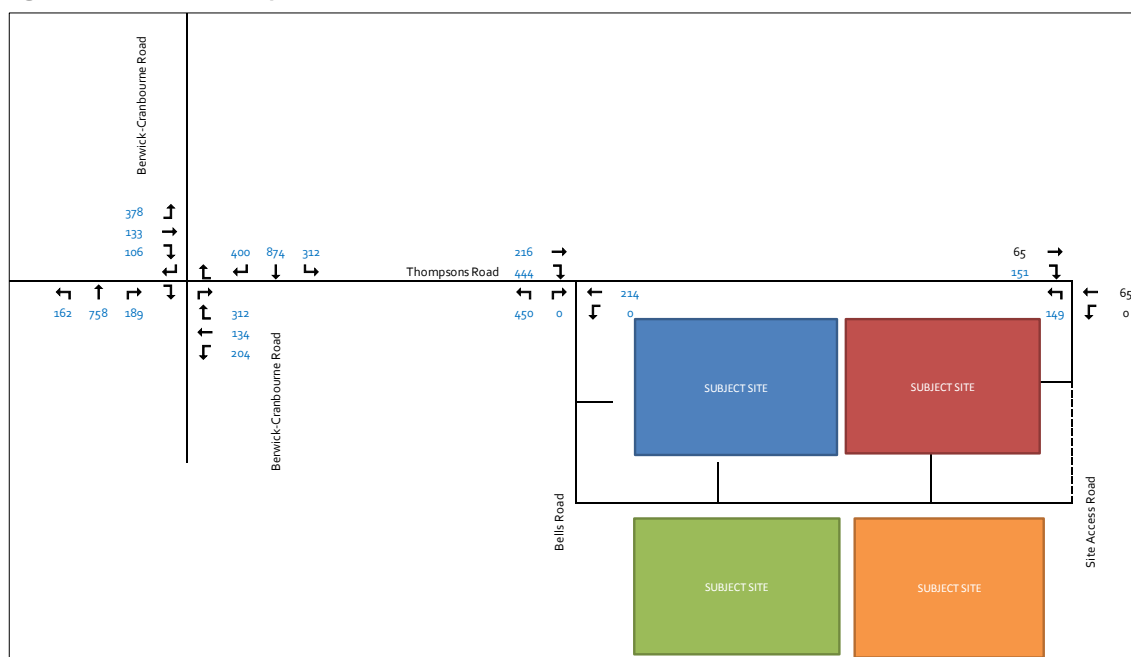 Berwick-Cranbourne Road
378
133
106
400 874 312
216
65
Thompsons Road
444
151
162 758 189
312
450 0
214
149
65
134
0
0
204
Berwick-Cranbourne Road
SUBJECT SITE
SUBJECT SITE
Bells Road
Site Access Road
SUBJECT SITE
SUBJECT SITE